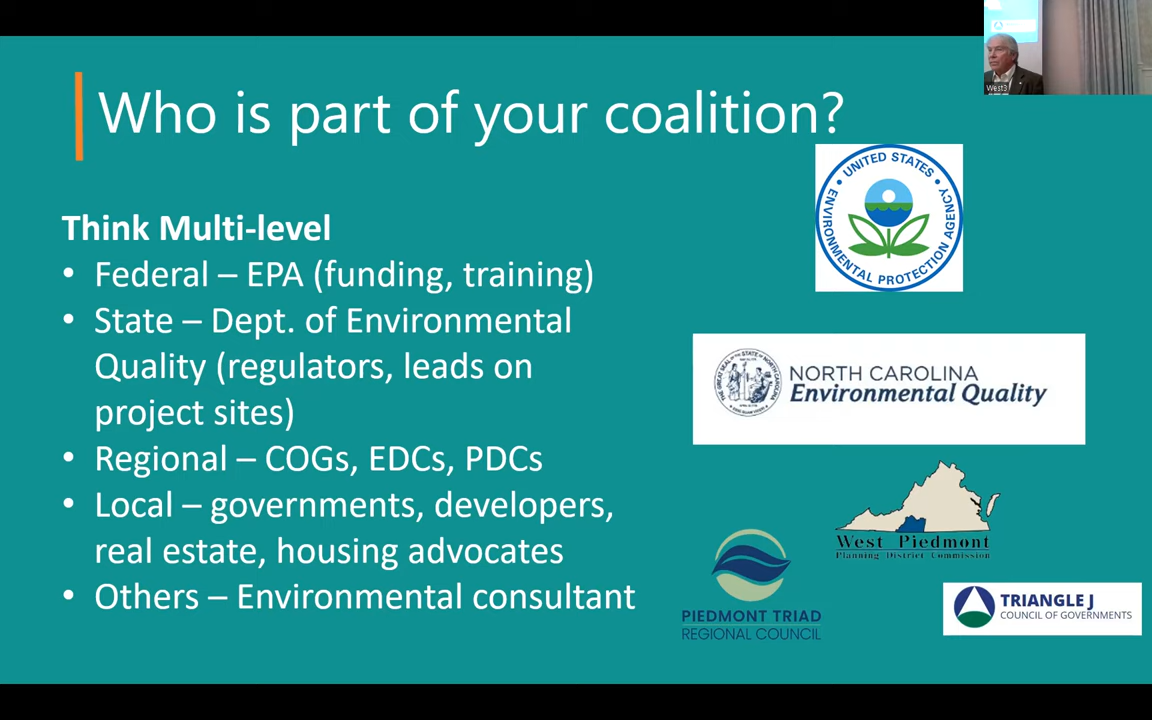 Who is part of your coalition?
West3
Think Multi-level
• Federal – EPA (funding, training)
• State – Dept. of Environmental
Quality (regulators, leads on
project sites)
• Regional – COGs, EDCs, PDCs
• Local – governments, developers,
real estate, housing advocates
• Others – Environmental consultant
UNITED STATES
ENVIRONMENTAL PROTECTION AGENCY
NORTH CAROLINA
Environmental Quality
West Piedmont
Planning District Commission
PIEDMONT TRIAD
REGIONAL COUNCIL
TRIANGLE J
COUNCIL OF GOVERNMENTS